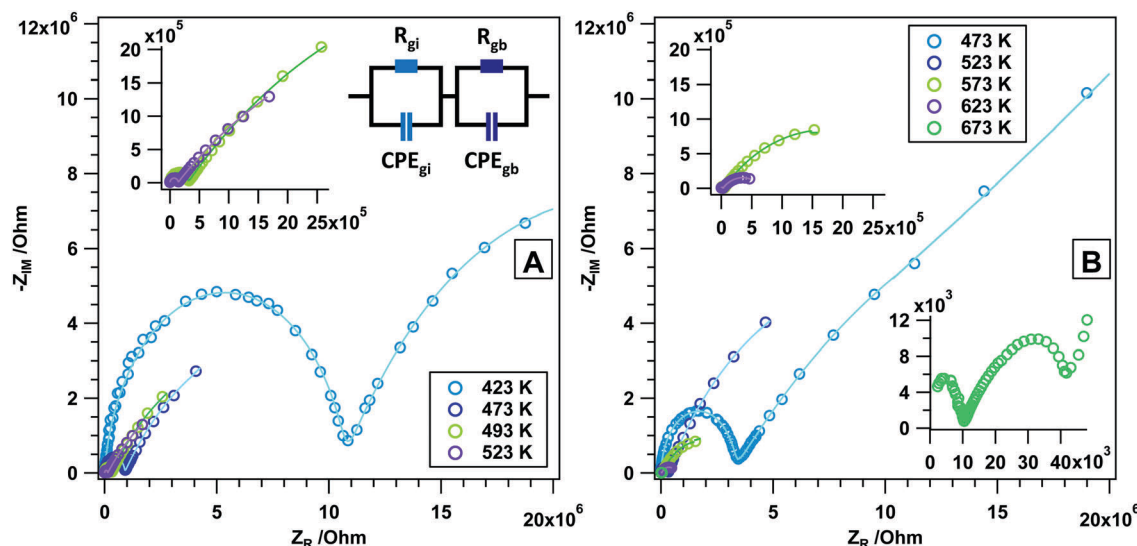 12x10⁶
10
8
6
4
2
0
-Z_IM /Ohm
0
5
10
15
20x10⁶
Z_R /Ohm
20 x10⁵
15
10
5
0
0
5
10
15
20
25x10⁵
R_gi
R_gb
CPE_gi
CPE_gb
A
423 K
473 K
493 K
523 K
12x10⁶
10
8
6
4
2
0
-Z_IM /Ohm
0
5
10
15
20x10⁶
Z_R /Ohm
20 x10⁵
15
10
5
0
0
5
10
15
20
25x10⁵
473 K
523 K
573 K
623 K
673 K
B
12 x10³
8
4
0
0
10
20
30
40x10³